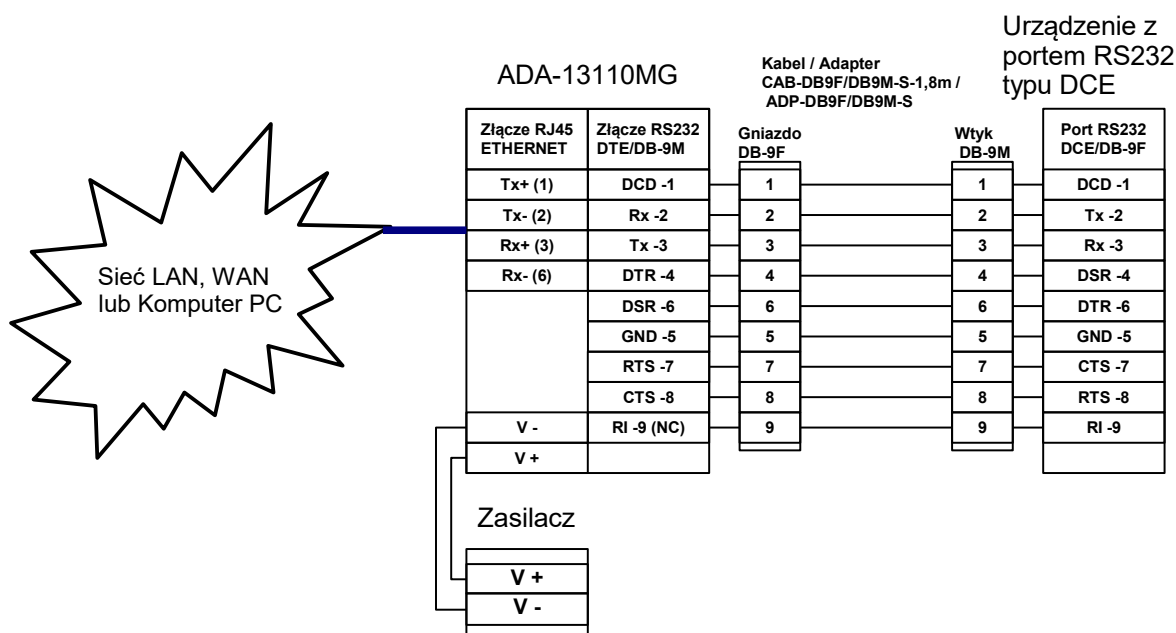 Urządzenie z
portem RS232
typu DCE
ADA-13110MG
Kabel / Adapter
CAB-DB9F/DB9M-S-1,8m /
ADP-DB9F/DB9M-S
Złącze RJ45
ETHERNET
Złącze RS232
DTE/DB-9M
Gniazdo
DB-9F
Wtyk
DB-9M
Port RS232
DCE/DB-9F
Tx+ (1) DCD -1 1 1 DCD -1
Tx- (2) Rx -2 2 2 Tx -2
Rx+ (3) Tx -3 3 3 Rx -3
Rx- (6) DTR -4 4 4 DSR -4
DSR -6 6 6 DTR -6
GND -5 5 5 GND -5
RTS -7 7 7 CTS -7
CTS -8 8 8 RTS -8
V - RI -9 (NC) 9 9 RI -9
V +
Sieć LAN, WAN
lub Komputer PC
Zasilacz
V +
V -